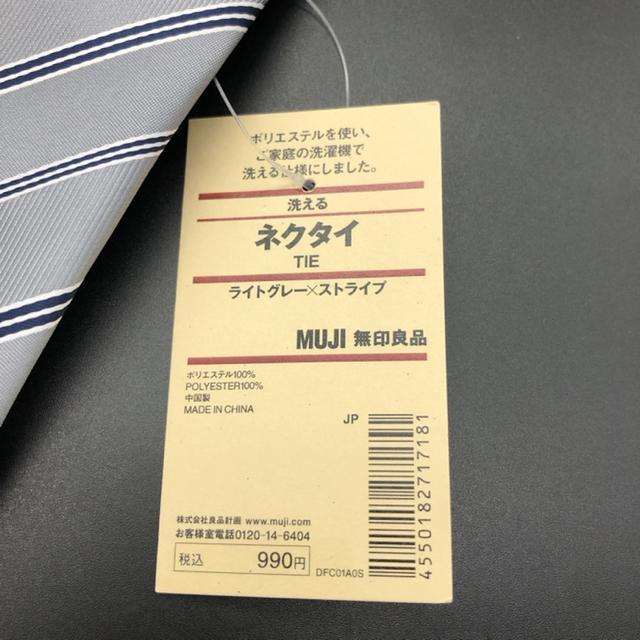 ポリエステルを使い、
ご家庭の洗濯機で
洗える仕様にしました。
洗える
ネクタイ
TIE
ライトグレー×ストライプ
MUJI 無印良品
ポリエステル100%
POLYESTER100%
中国製
MADE IN CHINA
JP
4550182717181
株式会社良品計画 www.muji.com
お客様室電話0120-14-6404
税込 990円
DFC01A0S